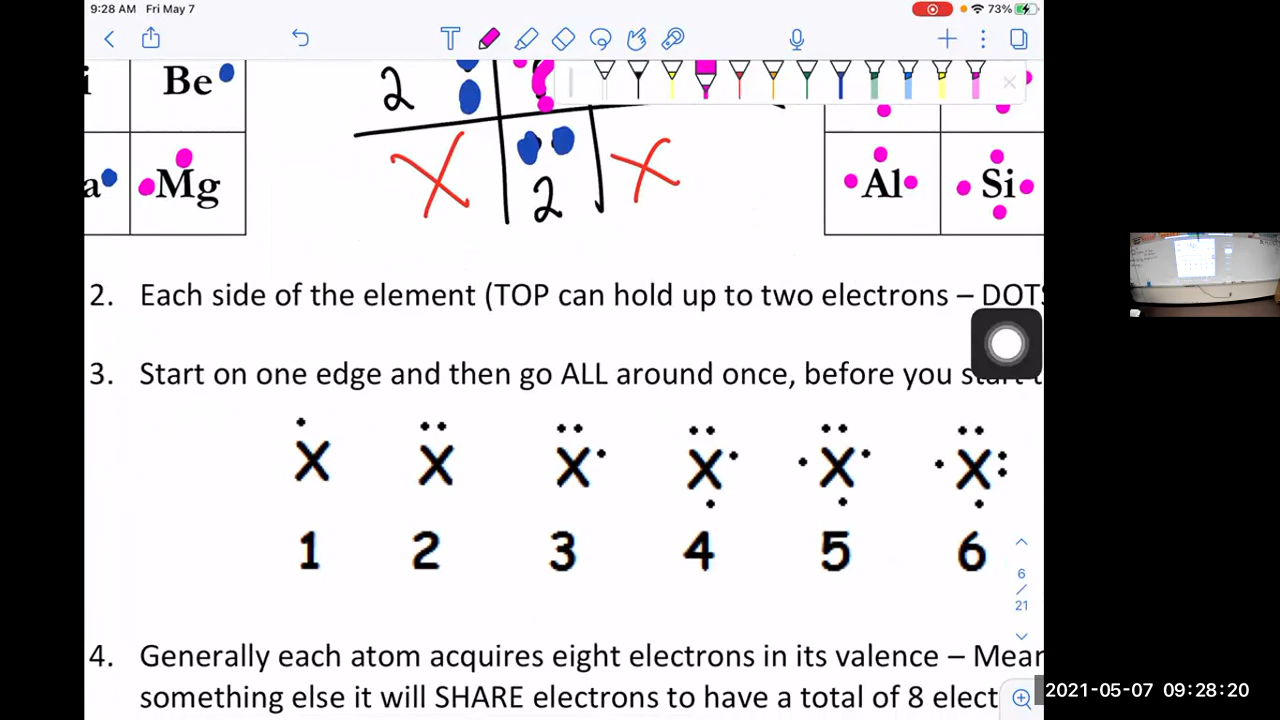 9:28 AM Fri May 7
73%
Be
2
Mg
2
Al
Si
2. Each side of the element (TOP can hold up to two electrons – DOTS
3. Start on one edge and then go ALL around once, before you
X X X X X X
1 2 3 4 5 6
6
/
21
4. Generally each atom acquires eight electrons in its valence –
something else it will SHARE electrons to have a total of 8
2021-05-07 09:28:20